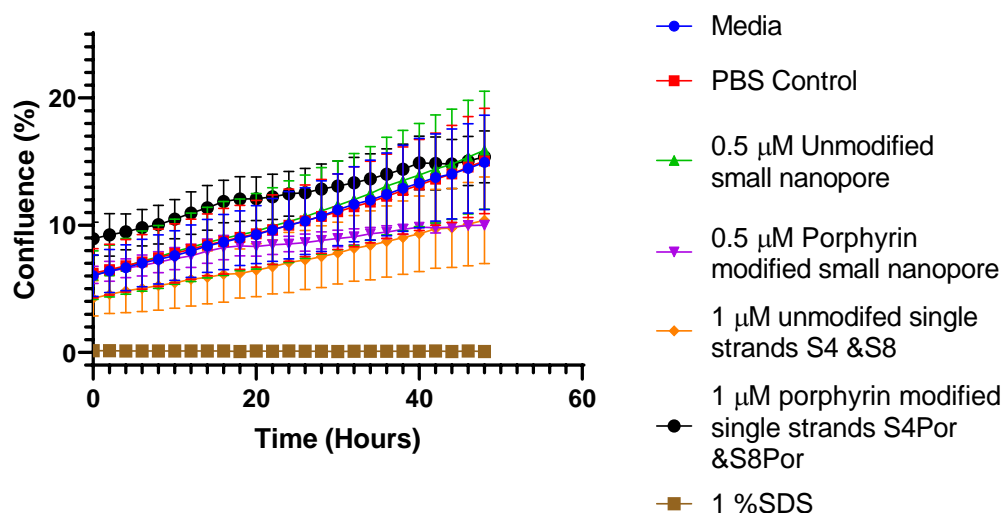 Confluence (%)
20
10
0
0
20
40
60
Time (Hours)
Media
PBS Control
0.5 μM Unmodified
small nanopore
0.5 μM Porphyrin
modified small nanopore
1 μM unmodifed single
strands S4 &S8
1 μM porphyrin modified
single strands S4Por
&S8Por
1 %SDS